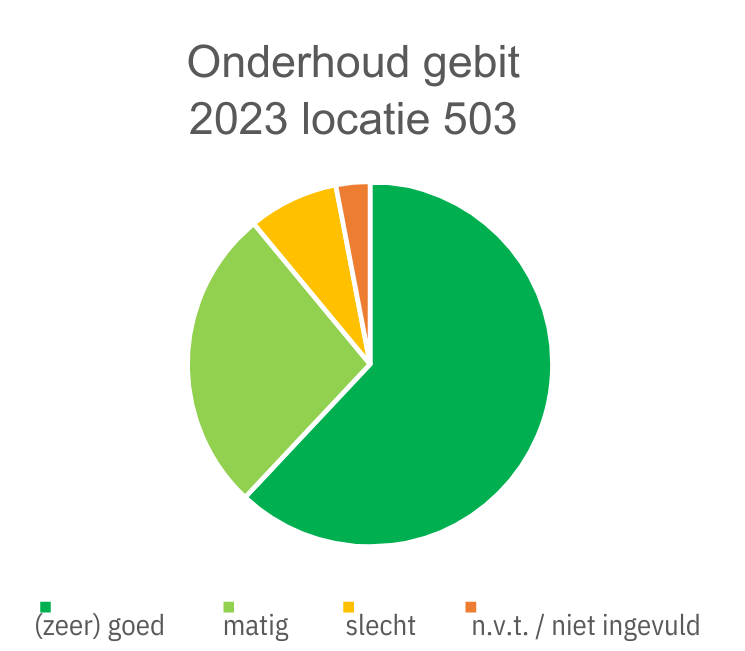 Onderhoud gebit
2023 locatie 503
(zeer) goed matig slecht n.v.t. / niet ingevuld